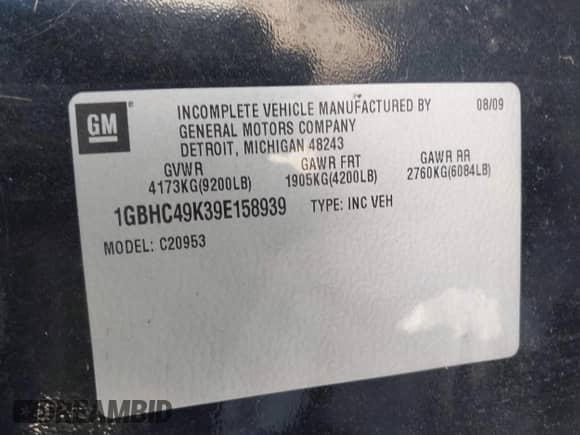 GM ®
INCOMPLETE VEHICLE MANUFACTURED BY 08/09
GENERAL MOTORS COMPANY
DETROIT, MICHIGAN 48243
GVWR GAWR FRT GAWR RR
4173KG(9200LB) 1905KG(4200LB) 2760KG(6084LB)
1GBHC49K39E158939 TYPE: INC VEH
MODEL: C20953
DREAMBID